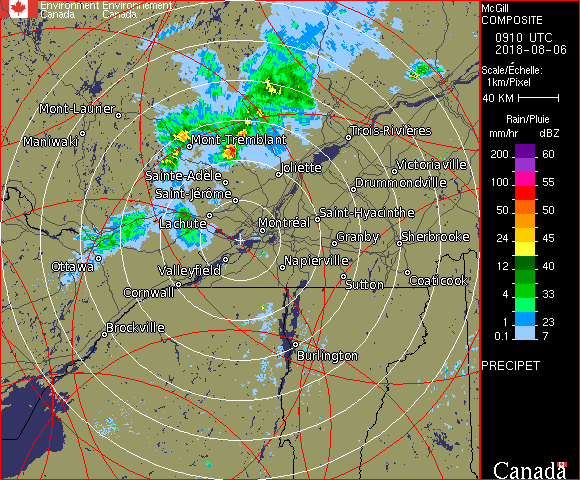 Environment Environnement
Canada Canada
Mont-Laurier
Maniwaki
Mont-Tremblant
Trois-Rivières
Joliette
Victoriaville
Sainte-Adèle
Drummondville
Saint-Jérôme
Lachute
Saint-Hyacinthe
Montréal
Granby
Sherbrooke
Ottawa
Valleyfield
Napierville
Cornwall
Sutton
Coaticook
Brockville
Burlington
McGill
COMPOSITE
0910 UTC
2018-08-06
Scale/Échelle:
1km/Pixel
40 KM
Rain/Pluie
mm/hr dBZ
200 60
100 55
50 50
24 45
12 40
4 33
1 23
0.1 7
PRECIPET
Canada